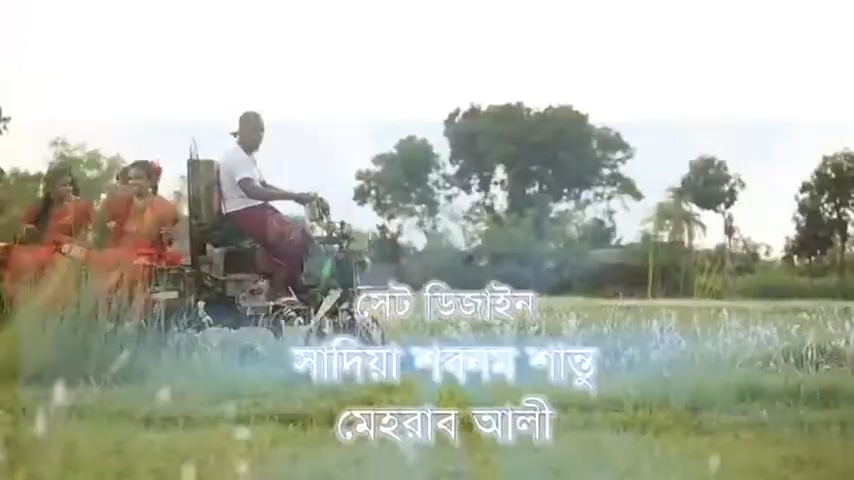 সেট ডিজাইন
সাদিয়া শবনম শান্তু
মেহরাব আলী